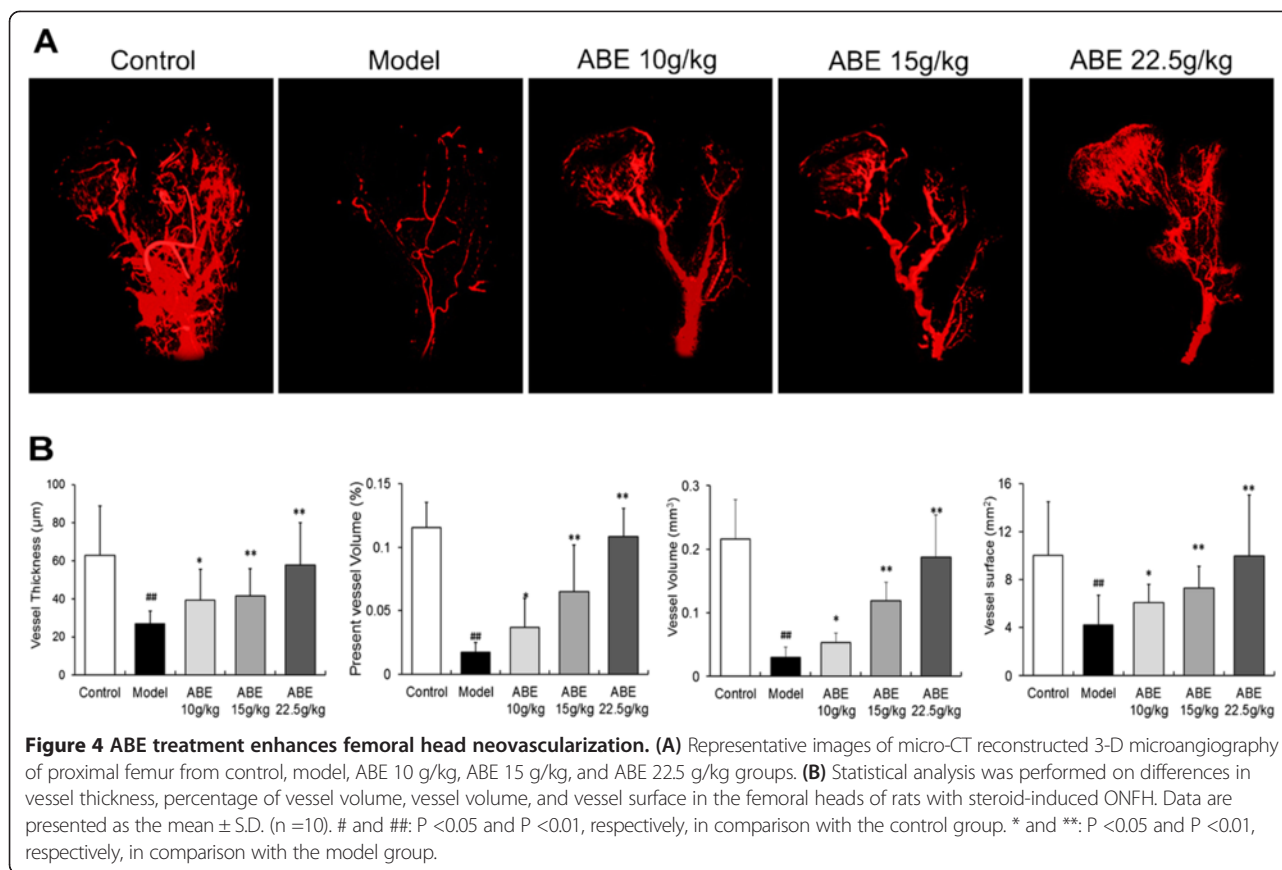 A
Control Model ABE 10g/kg ABE 15g/kg ABE 22.5g/kg
B
Vessel Thickness (µm)
100
80
60
40
20
0
##
*
**
**
Control Model ABE 10g/kg ABE 15g/kg ABE 22.5g/kg
Present vessel Volume (%)
0.15
0.1
0.05
0
##
*
**
**
Control Model ABE 10g/kg ABE 15g/kg ABE 22.5g/kg
Vessel Volume (mm³)
0.3
0.2
0.1
0
##
*
**
**
Control Model ABE 10g/kg ABE 15g/kg ABE 22.5g/kg
Vessel surface (mm²)
16
12
8
4
0
##
*
**
**
Control Model ABE 10g/kg ABE 15g/kg ABE 22.5g/kg
Figure 4 ABE treatment enhances femoral head neovascularization. (A) Representative images of micro-CT reconstructed 3-D microangiography
of proximal femur from control, model, ABE 10 g/kg, ABE 15 g/kg, and ABE 22.5 g/kg groups. (B) Statistical analysis was performed on differences in
vessel thickness, percentage of vessel volume, vessel volume, and vessel surface in the femoral heads of rats with steroid-induced ONFH. Data are
presented as the mean ± S.D. (n =10). # and ##: P <0.05 and P <0.01, respectively, in comparison with the control group. * and **: P <0.05 and P <0.01,
respectively, in comparison with the model group.